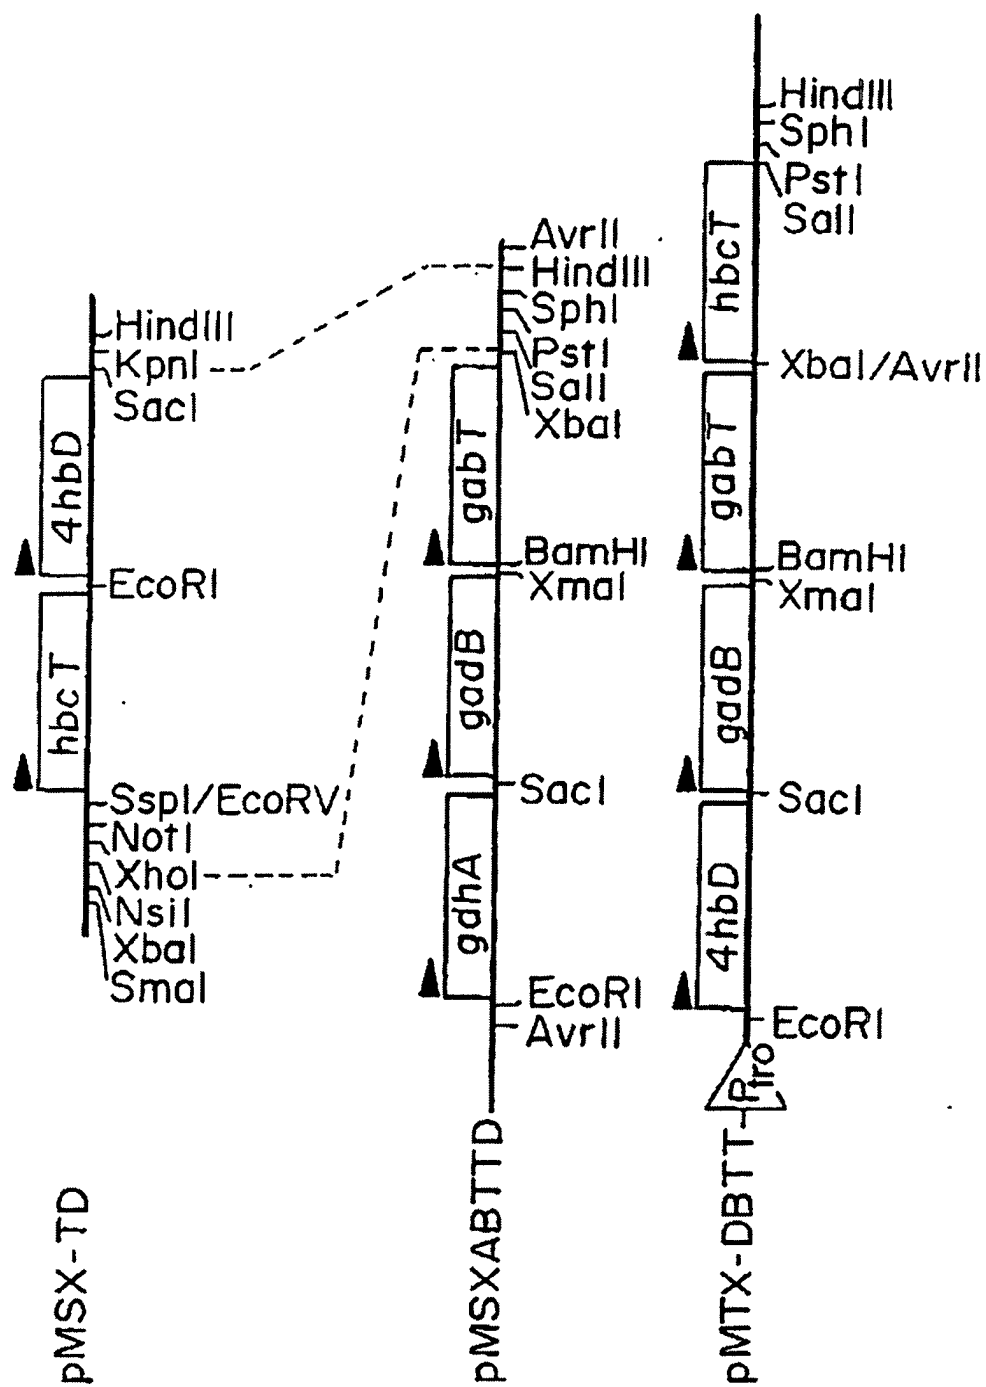 HindIII
KpnI
SacI
4hbD
EcoRI
hbcT
SspI/EcoRV
NotI
XhoI
NsiI
XbaI
SmaI
pMSX-TD
AvrII
HindIII
SphI
PstI
SalI
XbaI
gabT
BamHI
XmaI
gadB
SacI
gdhA
EcoRI
AvrII
pMSXABTTD
HindIII
SphI
PstI
SalI
hbcT
XbaI/AvrII
gabT
BamHI
XmaI
gadB
SacI
4hbD
EcoRI
Ptro
pMTX-DBTT